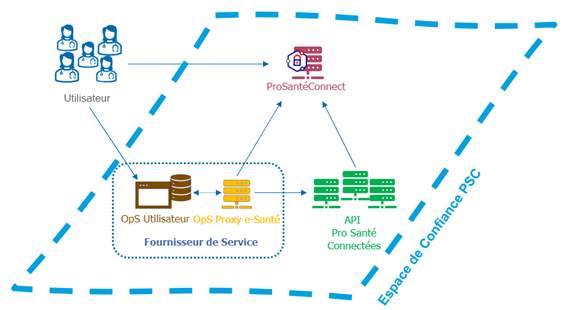 ProSantéConnect
Utilisateur
OpS Utilisateur
OpS Proxy e-Santé
Fournisseur de Service
API
Pro Santé
Connectées
Espace de Confiance PSC